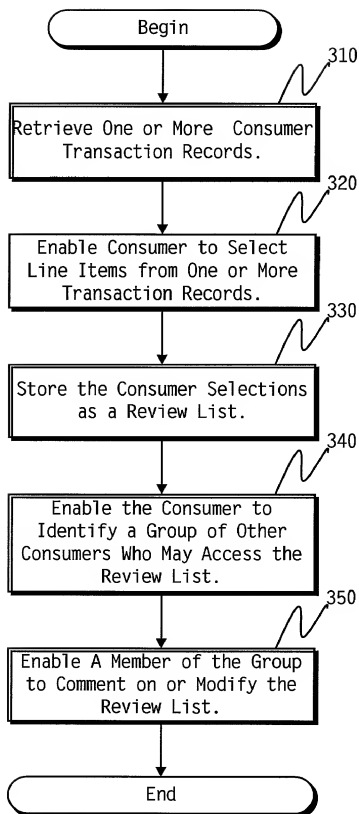 Begin
310
Retrieve One or More Consumer
Transaction Records.
320
Enable Consumer to Select
Line Items from One or More
Transaction Records.
330
Store the Consumer Selections
as a Review List.
340
Enable the Consumer to
Identify a Group of Other
Consumers Who May Access the
Review List.
350
Enable A Member of the Group
to Comment on or Modify the
Review List.
End